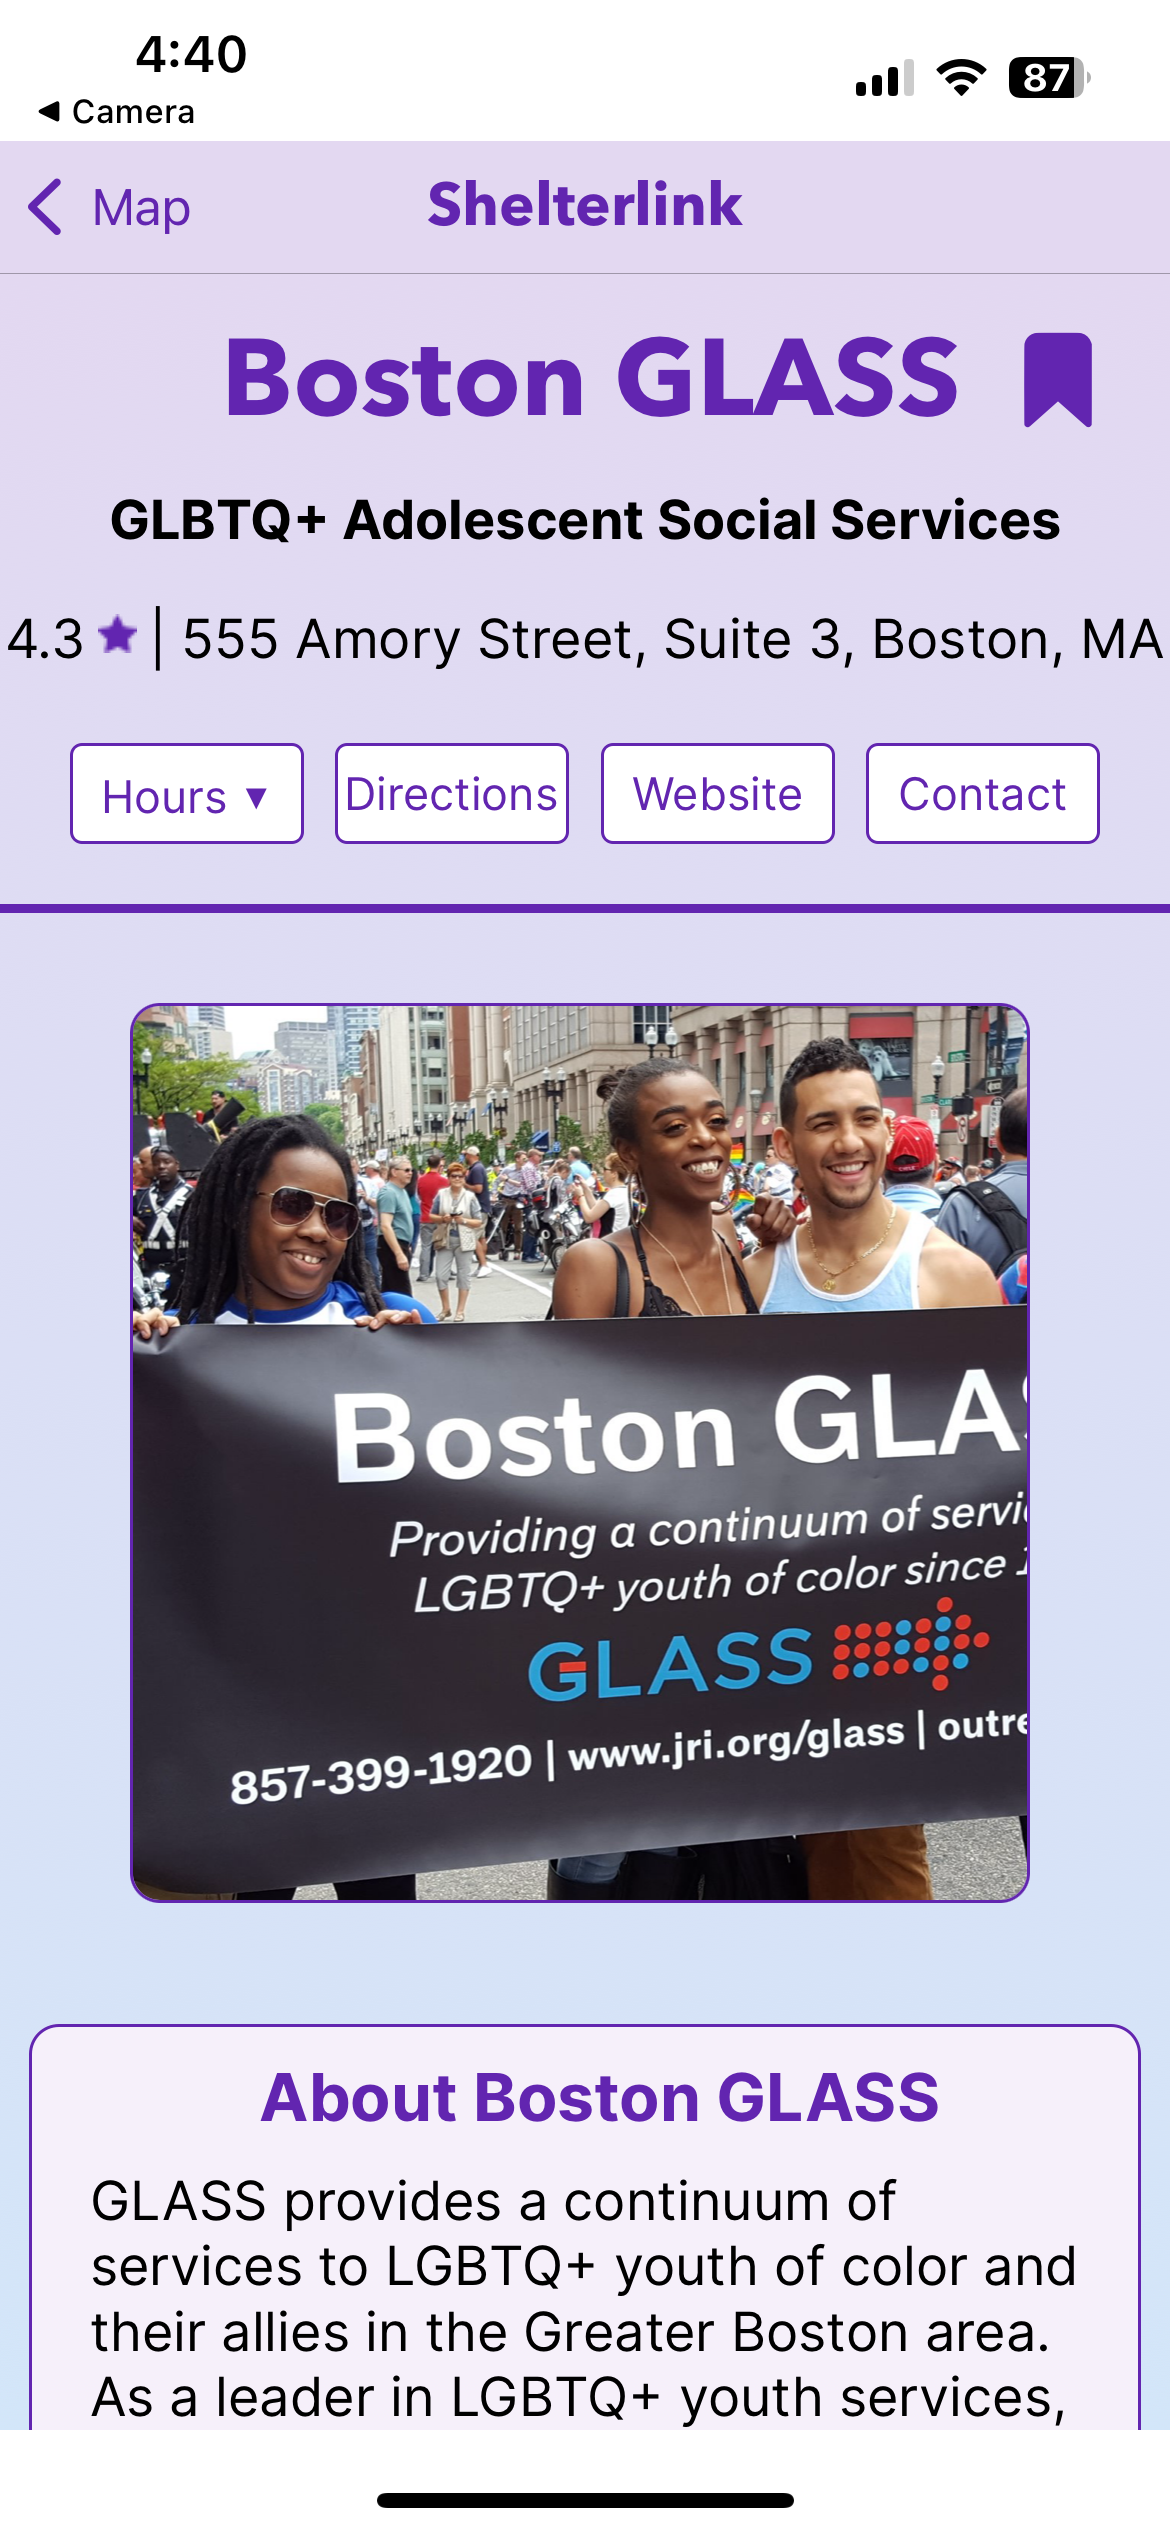 4:40
87
◀ Camera
Map
Shelterlink
Boston GLASS
GLBTQ+ Adolescent Social Services
4.3 ★ | 555 Amory Street, Suite 3, Boston, MA
Hours ▼
Directions
Website
Contact
Boston GLAS
Providing a continuum of servi
LGBTQ+ youth of color since
GLASS
857-399-1920 | www.jri.org/glass | outre
About Boston GLASS
GLASS provides a continuum of
services to LGBTQ+ youth of color and
their allies in the Greater Boston area.
As a leader in LGBTQ+ youth services,